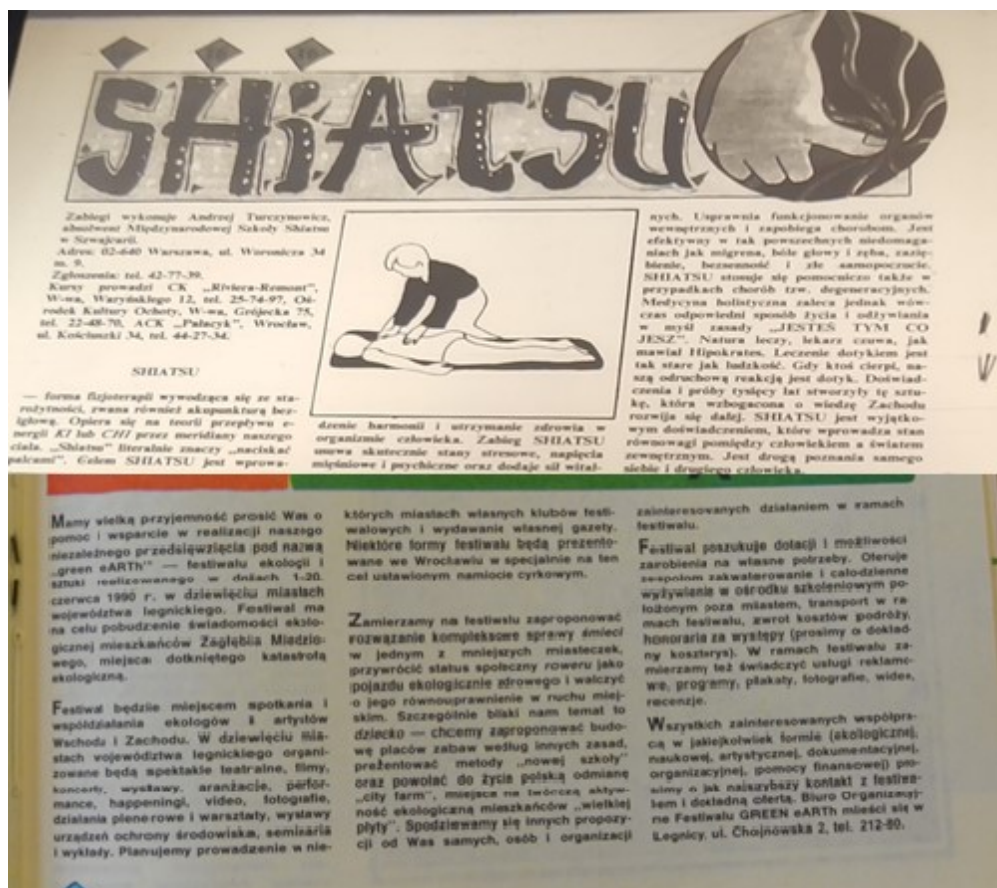 SHiATSU
Zabiegi wykonuje Andrzej Turczynowicz,
absolwent Międzynarodowej Szkoły Shiatsu
w Szwajcarii.
Adres: 02-640 Warszawa, ul. Woronicza 34
m. 9.
Zgłoszenia: tel. 42-77-39.
Kursy prowadzi CK „Riviera-Remont”,
W-wa, Waryńskiego 12, tel. 25-74-97, Oś-
rodek Kultury Ochoty, W-wa, Grójecka 75,
tel. 22-48-70, ACK „Pałacyk”, Wrocław,
ul. Kościuszki 34, tel. 44-27-34.
SHIATSU
— forma fizjoterapii wywodząca się ze sta-
rożytności, zwana również akupunkturą bez-
igłową. Opiera się na teorii przepływu e-
nergii KI lub CHI przez meridiany naszego
ciała. „Shiatsu” literalnie znaczy „naciskać
palcami”. Celem SHIATSU jest wprowa-
dzenie harmonii i utrzymanie zdrowia w
organizmie człowieka. Zabieg SHIATSU
usuwa skutecznie stany stresowe, napięcia
mięśniowe i psychiczne oraz dodaje sił wital-
nych. Usprawnia funkcjonowanie organów
wewnętrznych i zapobiega chorobom. Jest
efektywny w tak powszechnych niedomaga-
niach jak migrena, bóle głowy i zęba, zazię-
bienie, bezsenność i złe samopoczucie.
SHIATSU stosuje się pomocniczo także w
przypadkach chorób tzw. degeneracyjnych.
Medycyna holistyczna zaleca jednak wów-
czas odpowiedni sposób życia i odżywiania
w myśl zasady „JESTEŚ TYM CO
JESZ”. Natura leczy, lekarz czuwa, jak
mawiał Hipokrates. Leczenie dotykiem jest
tak stare jak ludzkość. Gdy ktoś cierpi, na-
szą odruchową reakcją jest dotyk. Doświad-
czenia i próby tysięcy lat stworzyły tę sztu-
kę, która wzbogacona o wiedzę Zachodu
rozwija się dalej. SHIATSU jest wyjątko-
wym doświadczeniem, które wprowadza stan
równowagi pomiędzy człowiekiem a światem
zewnętrznym. Jest drogą poznania samego
siebie i drugiego człowieka.
Mamy wielką przyjemność prosić Was o
pomoc i wsparcie w realizacji naszego
niezależnego przedsięwzięcia pod nazwą
„green eARTh” — festiwalu ekologii i
sztuki realizowanego w dniach 1-20.
czerwca 1990 r. w dziewięciu miastach
województwa legnickiego. Festiwal ma
na celu pobudzenie świadomości ekolo-
gicznej mieszkańców Zagłębia Miedzio-
wego, miejsca dotkniętego katastrofą
ekologiczną.
Festiwal będzie miejscem spotkania i
współdziałania ekologów i artystów
Wschodu i Zachodu. W dziewięciu mia-
stach województwa legnickiego organi-
zowane będą spektakle teatralne, filmy,
koncerty, wystawy, aranżacje, perfor-
mance, happeningi, video, fotografie,
działania plenerowe i warsztaty, wystawy
urządzeń ochrony środowiska, seminaria
i wykłady. Planujemy prowadzenie w nie-
których miastach własnych klubów festi-
walowych i wydawanie własnej gazety.
Niektóre formy festiwalu będą prezento-
wane we Wrocławiu w specjalnie na ten
cel ustawionym namiocie cyrkowym.
Zamierzamy na festiwalu zaproponować
rozwiązanie kompleksowe sprawy śmieci
w jednym z mniejszych miasteczek,
przywrócić status społeczny roweru jako
pojazdu ekologicznie zdrowego i walczyć
o jego równouprawnienie w ruchu miej-
skim. Szczególnie bliski nam temat to
dziecko — chcemy zaproponować budo-
wę placów zabaw według innych zasad,
prezentować metody „nowej szkoły”
oraz powołać do życia polską odmianę
„city farm”, miejsca na twórczą aktyw-
ność ekologiczną mieszkańców „wielkiej
płyty”. Spodziewamy się innych propozy-
cji od Was samych, osób i organizacji
zainteresowanych działaniem w ramach
festiwalu.
Festiwal poszukuje dotacji i możliwości
zarobienia na własne potrzeby. Oferuje
zespołom zakwaterowanie i całodzienne
wyżywienie w ośrodku szkoleniowym po-
łożonym poza miastem, transport w ra-
mach festiwalu, zwrot kosztów podróży,
honoraria za występy (prosimy o dokład-
ny kosztorys). W ramach festiwalu za-
mierzamy też świadczyć usługi reklamo-
we, programy, plakaty, fotografie, wideo,
recenzje.
Wszystkich zainteresowanych współpra-
cą w jakiejkolwiek formie (ekologicznej,
naukowej, artystycznej, dokumentacyjnej,
organizacyjnej, pomocy finansowej) pro-
simy o jak najszybszy kontakt z festiwa-
lem i dokładną ofertą. Biuro Organizacyj-
ne Festiwalu GREEN eARTh mieści się w
Legnicy, ul. Chojnowska 2, tel. 212-80.